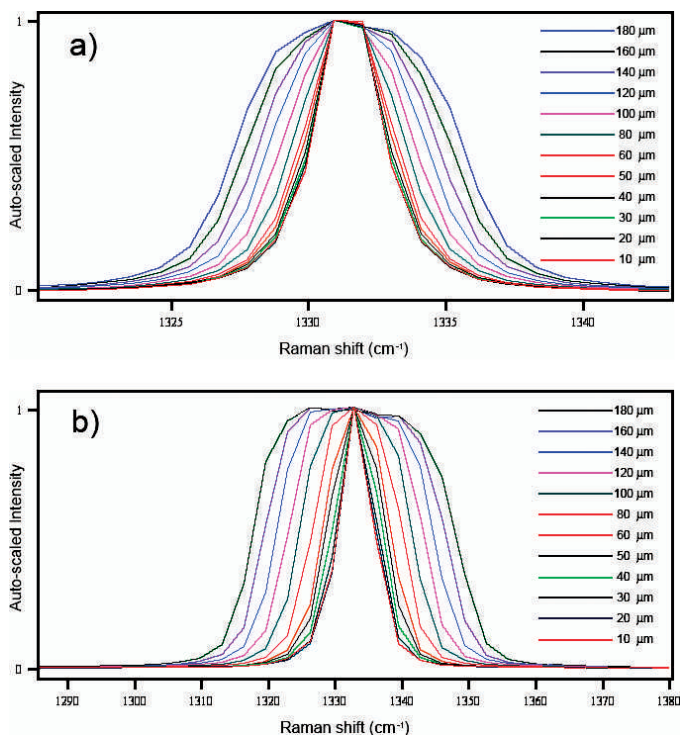 a)
1
0
Auto-scaled Intensity
180 µm
160 µm
140 µm
120 µm
100 µm
80 µm
60 µm
50 µm
40 µm
30 µm
20 µm
10 µm
1325 1330 1335 1340
Raman shift (cm⁻¹)
b)
1
0
Auto-scaled Intensity
180 µm
160 µm
140 µm
120 µm
100 µm
80 µm
60 µm
50 µm
40 µm
30 µm
20 µm
10 µm
1290 1300 1310 1320 1330 1340 1350 1360 1370 1380
Raman shift (cm⁻¹)